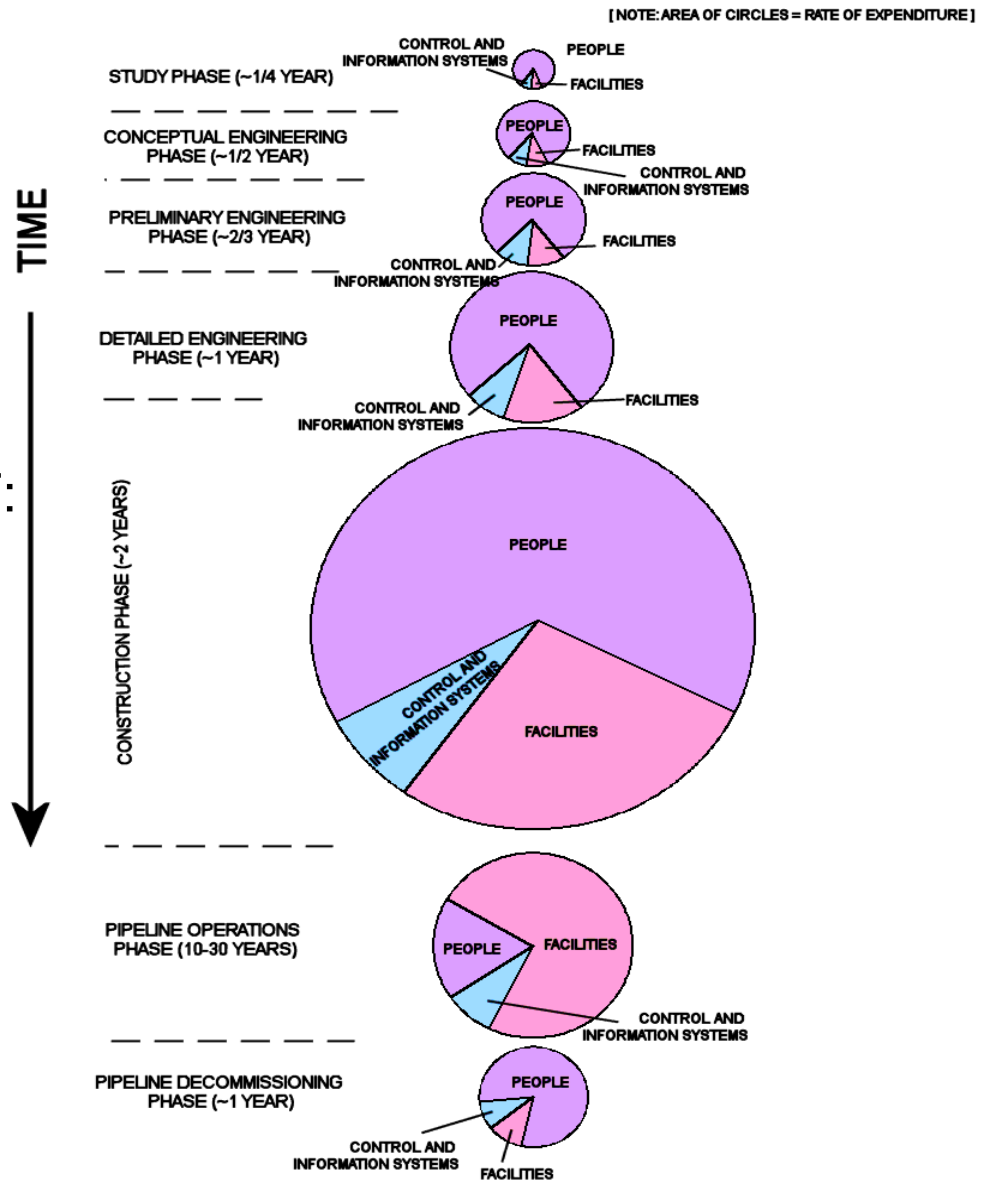 [ NOTE: AREA OF CIRCLES = RATE OF EXPENDITURE ]
CONTROL AND
INFORMATION SYSTEMS
PEOPLE
FACILITIES
STUDY PHASE (~1/4 YEAR)
CONCEPTUAL ENGINEERING
PHASE (~1/2 YEAR)
PEOPLE
FACILITIES
CONTROL AND
INFORMATION SYSTEMS
TIME
PRELIMINARY ENGINEERING
PHASE (~2/3 YEAR)
PEOPLE
FACILITIES
CONTROL AND
INFORMATION SYSTEMS
DETAILED ENGINEERING
PHASE (~1 YEAR)
PEOPLE
FACILITIES
CONTROL AND
INFORMATION SYSTEMS
CONSTRUCTION PHASE (~2 YEARS)
PEOPLE
CONTROL AND
INFORMATION SYSTEMS
FACILITIES
PIPELINE OPERATIONS
PHASE (10-30 YEARS)
PEOPLE
FACILITIES
CONTROL AND
INFORMATION SYSTEMS
PIPELINE DECOMMISSIONING
PHASE (~1 YEAR)
PEOPLE
CONTROL AND
INFORMATION SYSTEMS
FACILITIES